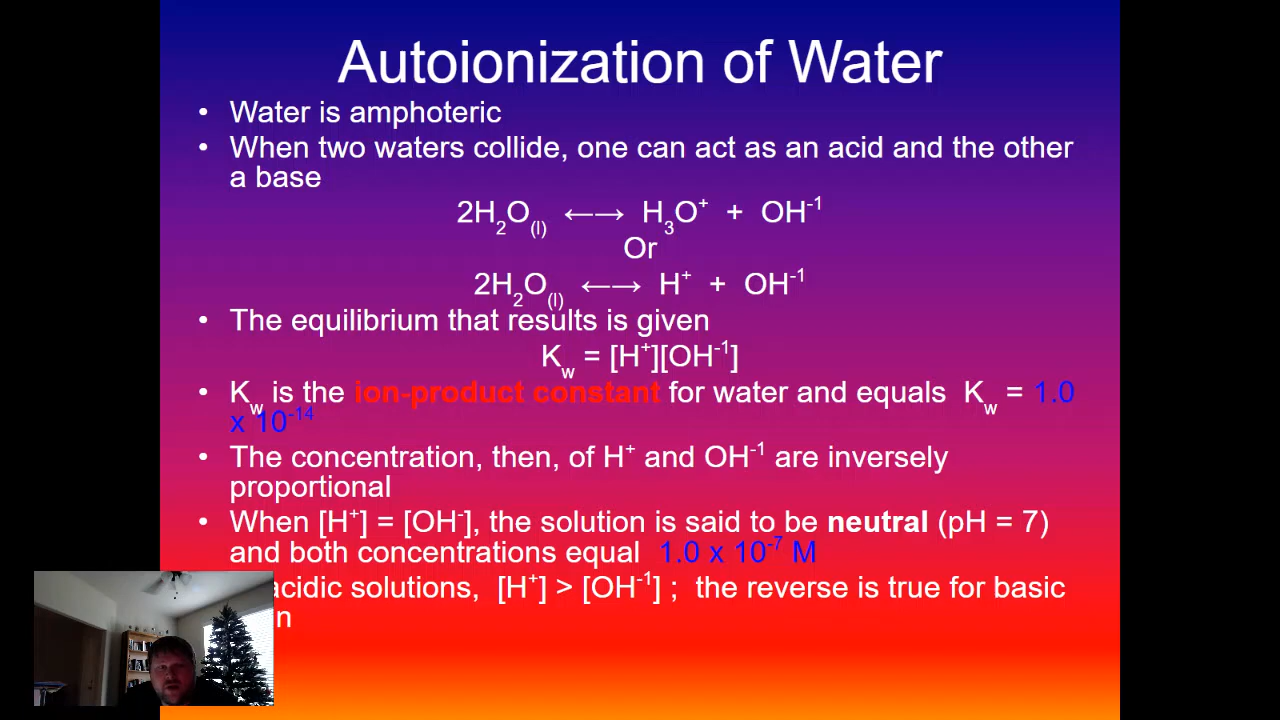 Autoionization of Water
• Water is amphoteric
• When two waters collide, one can act as an acid and the other
a base
2H₂O₍l₎ ←→ H₃O⁺ + OH⁻¹
Or
2H₂O₍l₎ ←→ H⁺ + OH⁻¹
• The equilibrium that results is given
Kw = [H⁺][OH⁻¹]
• Kw is the ion-product constant for water and equals Kw = 1.0
x 10⁻¹⁴
• The concentration, then, of H⁺ and OH⁻¹ are inversely
proportional
• When [H⁺] = [OH⁻], the solution is said to be neutral (pH = 7)
and both concentrations equal 1.0 x 10⁻⁷ M
acidic solutions, [H⁺] > [OH⁻¹] ; the reverse is true for basic